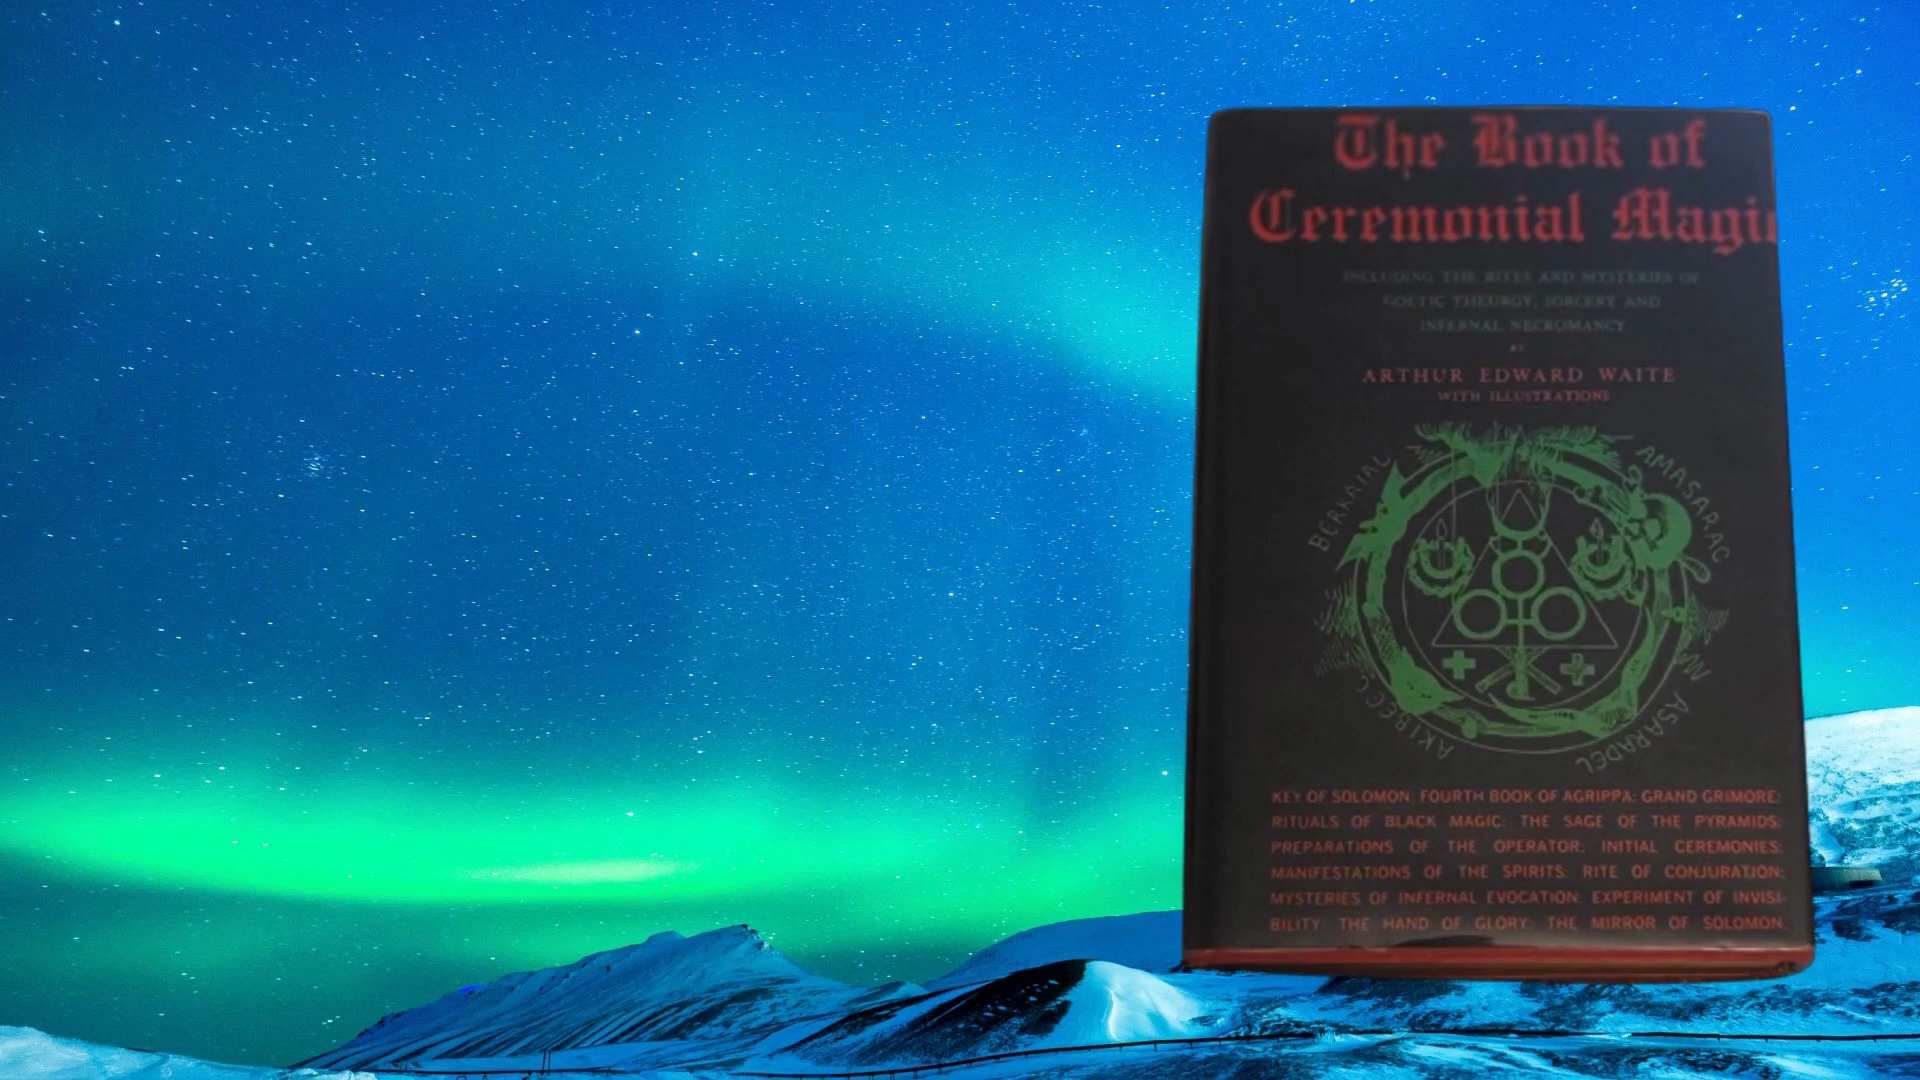 The Book of
Ceremonial Magic
INCLUDING THE RITES AND MYSTERIES OF
GOETIC THEURGY, SORCERY AND
INFERNAL NECROMANCY
BY
ARTHUR EDWARD WAITE
WITH ILLUSTRATIONS
BERKAIAL
AMASARAC
ASARADEL
AKIBEEC
KEY OF SOLOMON: FOURTH BOOK OF AGRIPPA: GRAND GRIMORE:
RITUALS OF BLACK MAGIC: THE SAGE OF THE PYRAMIDS:
PREPARATIONS OF THE OPERATOR: INITIAL CEREMONIES:
MANIFESTATIONS OF THE SPIRITS: RITE OF CONJURATION:
MYSTERIES OF INFERNAL EVOCATION: EXPERIMENT OF INVISI-
BILITY: THE HAND OF GLORY: THE MIRROR OF SOLOMON.